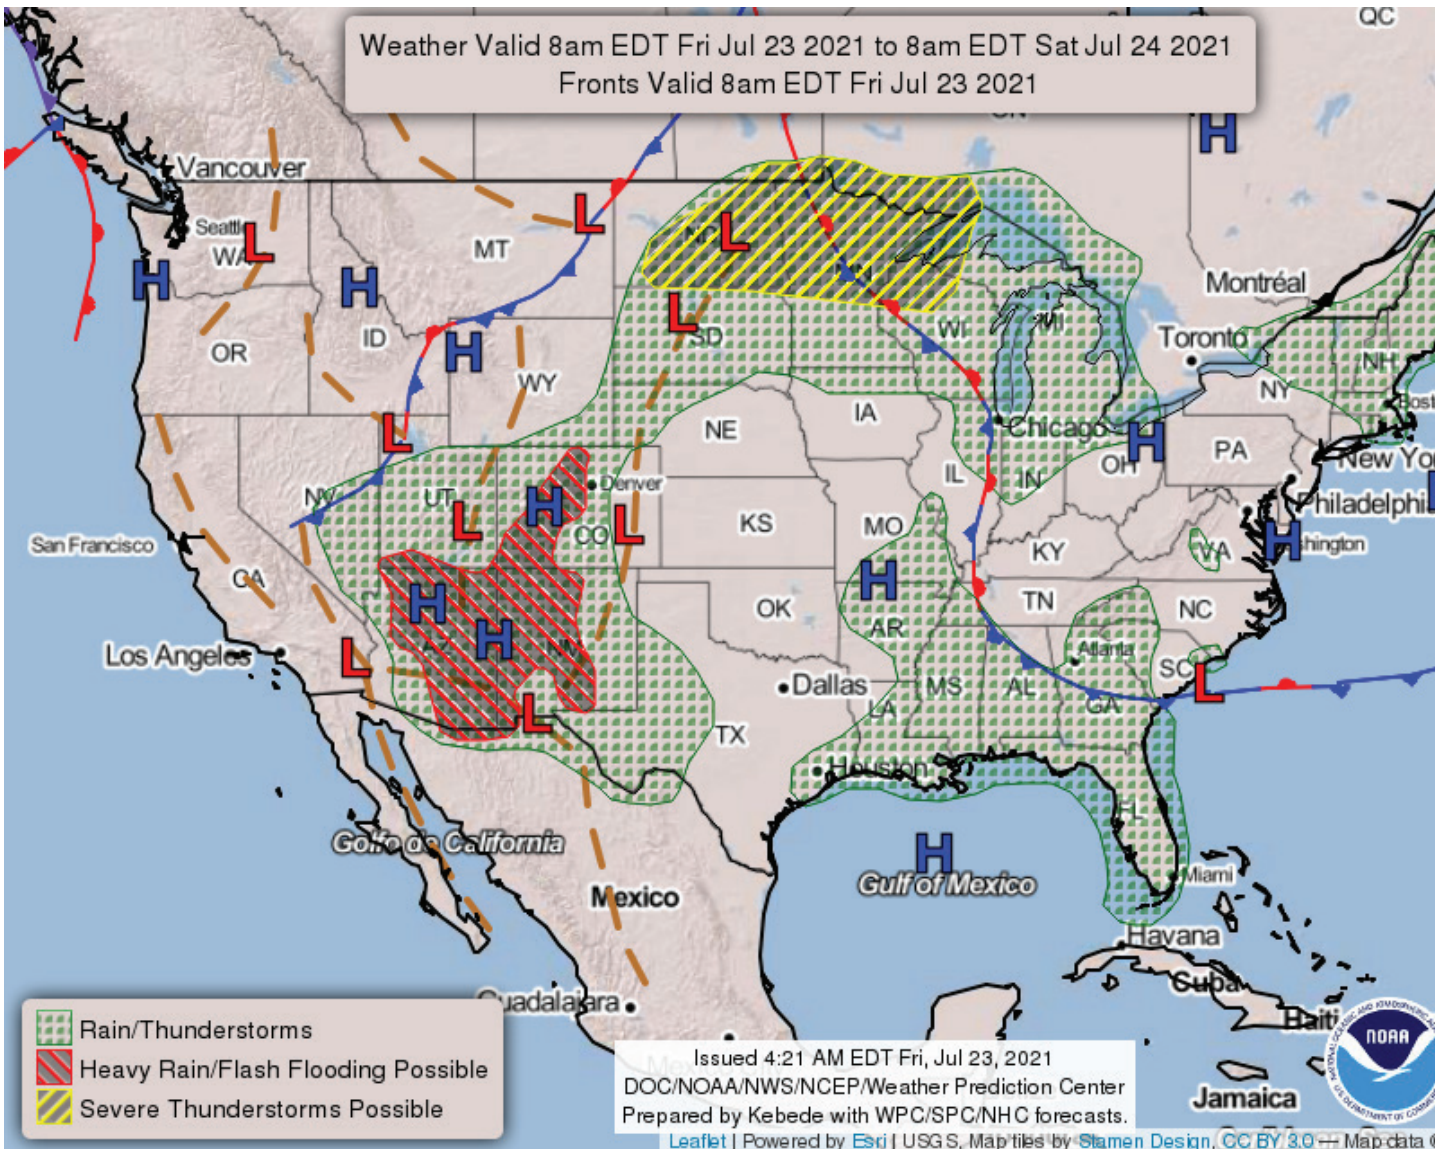 QC
Weather Valid 8am EDT Fri Jul 23 2021 to 8am EDT Sat Jul 24 2021
Fronts Valid 8am EDT Fri Jul 23 2021
H
Vancouver
L
Seattle
WA
L
MT
ND
L
H
H
MN
Montréal
L
OR
ID
H
SD
WI
MI
Toronto
NH
WY
NY
Bost
IA
L
NE
Chicago
H
OH
PA
New Yo
NV
UT
H
Denver
IL
IN
Philadelphi
H
L
L
CO
KS
MO
San Francisco
KY
VA
H
shington
CA
H
H
AZ
H
NM
OK
AR
TN
NC
Los Angeles
L
Atlanta
SC
L
Dallas
LA
MS
AL
GA
L
TX
Houston
FL
Golfo de California
H
Gulf of Mexico
Miami
Mexico
Havana
Cuba
Guadalajara
Haiti
NOAA
Rain/Thunderstorms
Heavy Rain/Flash Flooding Possible
Severe Thunderstorms Possible
Issued 4:21 AM EDT Fri, Jul 23, 2021
DOC/NOAA/NWS/NCEP/Weather Prediction Center
Prepared by Kebede with WPC/SPC/NHC forecasts.
Jamaica
Leaflet | Powered by Esri | USGS, Map tiles by Stamen Design, CC BY 3.0 — Map data ©